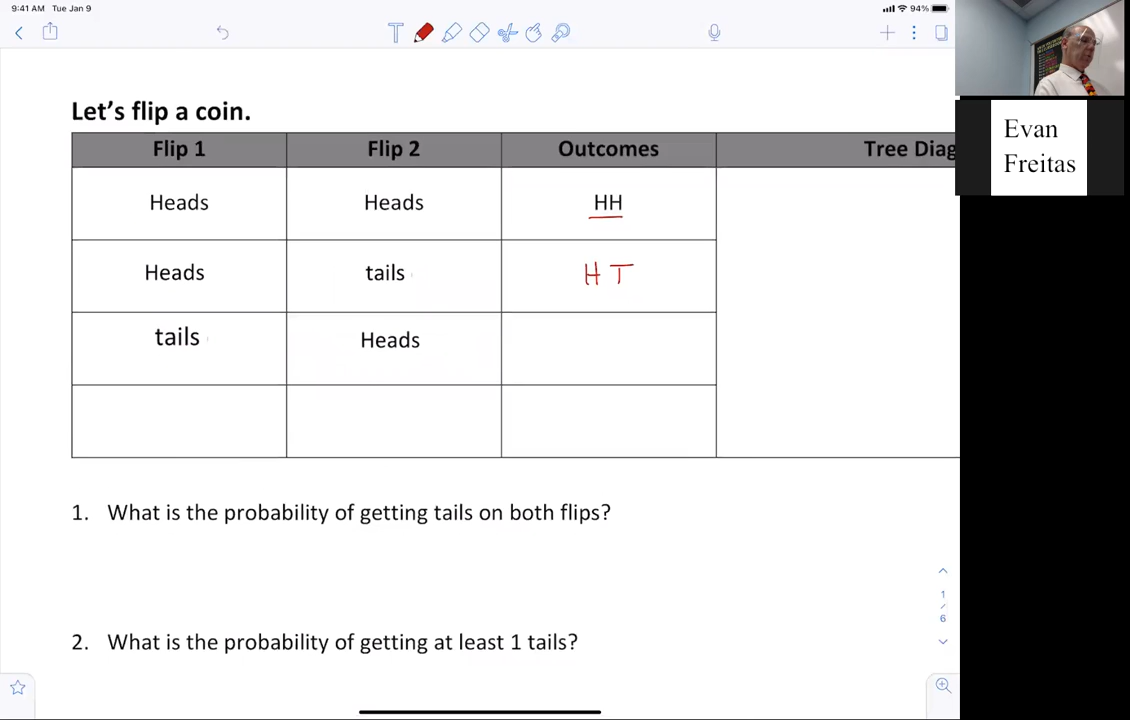 9:41 AM Tue Jan 9
94%
T
Let's flip a coin.
Flip 1 Flip 2 Outcomes Tree Diag
Heads Heads HH
Heads tails H T
tails Heads
1. What is the probability of getting tails on both flips?
2. What is the probability of getting at least 1 tails?
1
/
6
Evan
Freitas